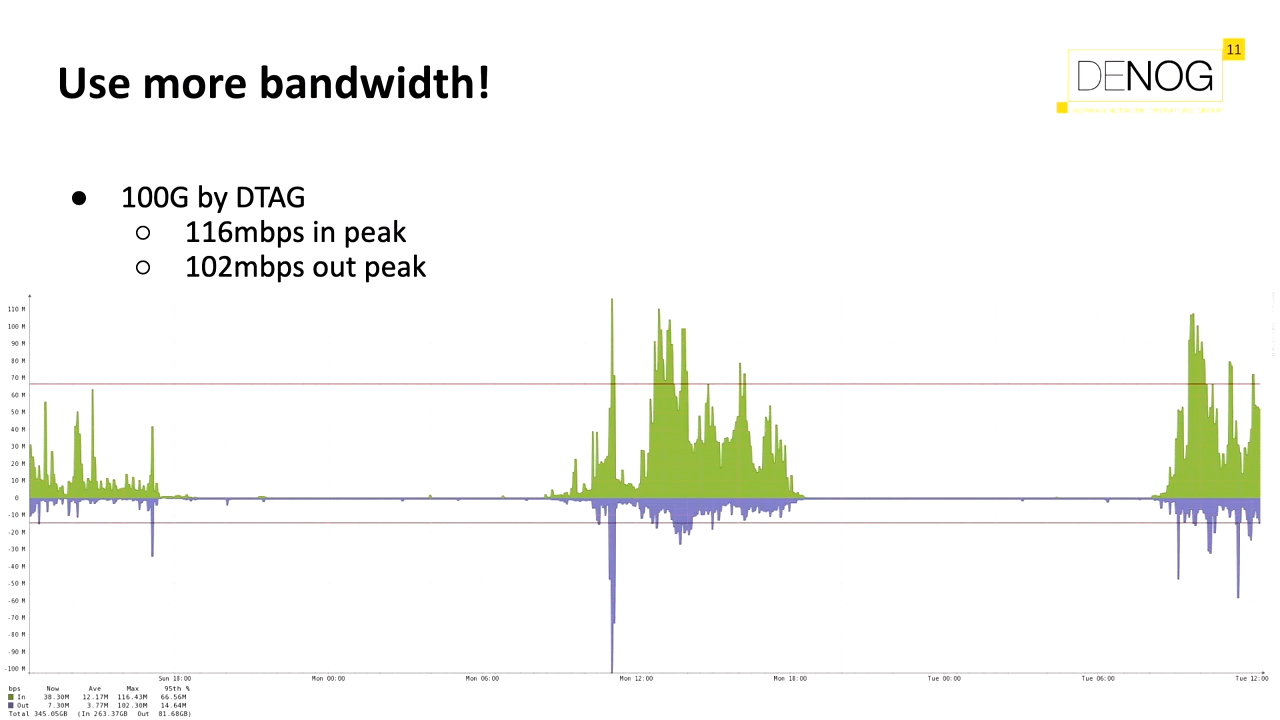 Use more bandwidth!
11
DENOG
● 100G by DTAG
○ 116mbps in peak
○ 102mbps out peak
110 M
100 M
90 M
80 M
70 M
60 M
50 M
40 M
30 M
20 M
10 M
0
-10 M
-20 M
-30 M
-40 M
-50 M
-60 M
-70 M
-80 M
-90 M
-100 M
Sun 18:00 Mon 00:00 Mon 06:00 Mon 12:00 Mon 18:00 Tue 00:00 Tue 06:00 Tue 12:00
bps Now Ave Max 95th %
In 38.30M 12.17M 116.43M 66.56M
Out 7.30M 3.77M 102.30M 14.64M
Total 345.05GB (In 263.37GB Out 81.68GB)